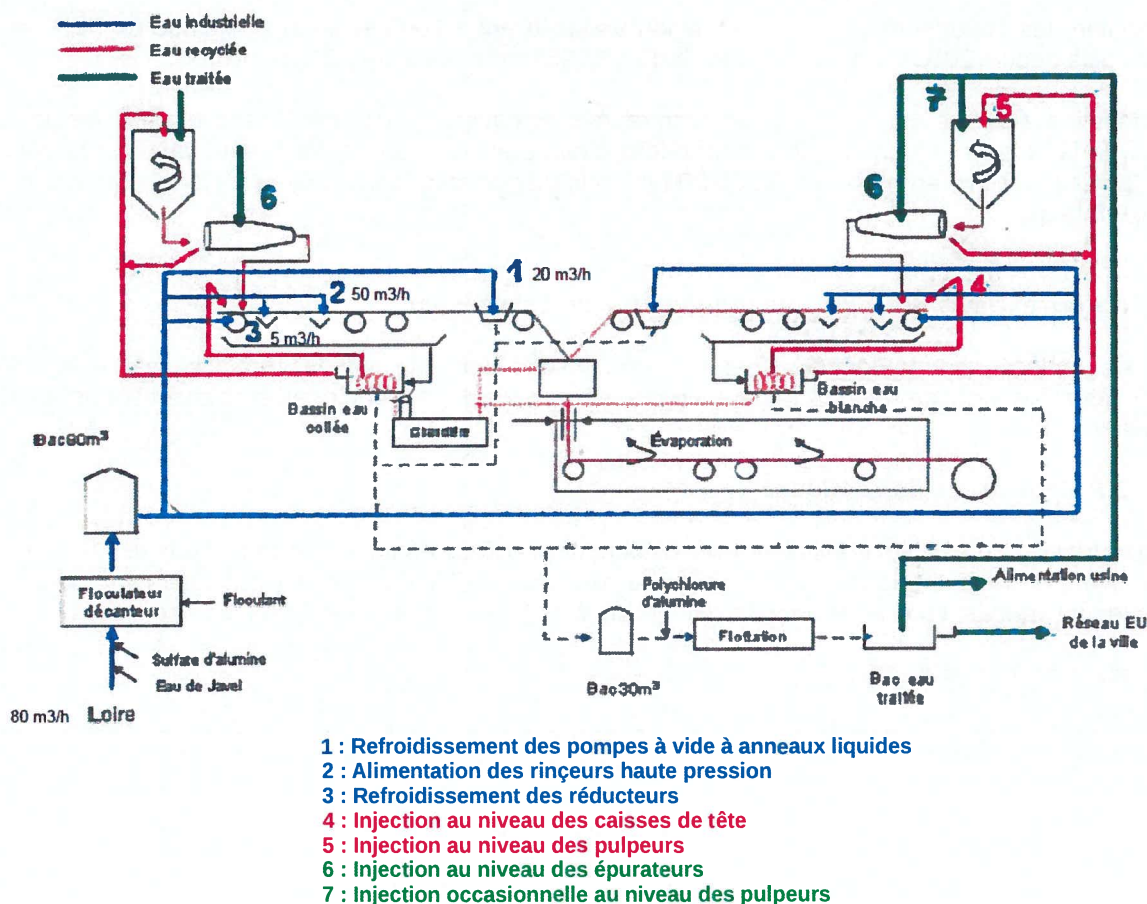 Eau industrielle
Eau recyclée
Eau traitée
7
5
6
6
1 20 m3/h
2 50 m3/h
4
3
5 m3/h
Bassin eau
collée
Bassin eau
blanche
Évaporation
Bac90m³
Floculateur
décanteur
Floculant
Sulfate d'alumine
Eau de Javel
80 m3/h Loire
Polychlorure
d'alumine
Bac30m³
Flottation
Bac eau
traitée
Alimentation usine
Réseau EU
de la ville
1 : Refroidissement des pompes à vide à anneaux liquides
2 : Alimentation des rinçeurs haute pression
3 : Refroidissement des réducteurs
4 : Injection au niveau des caisses de tête
5 : Injection au niveau des pulpeurs
6 : Injection au niveau des épurateurs
7 : Injection occasionnelle au niveau des pulpeurs